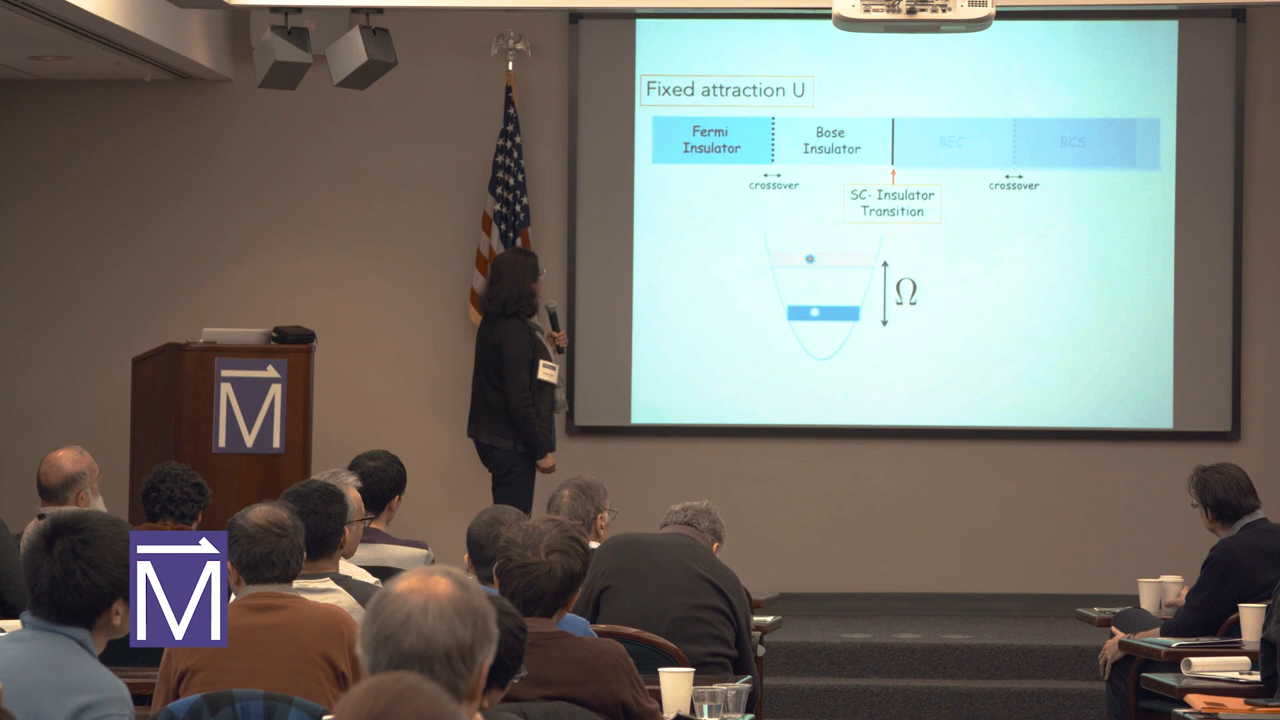 Fixed attraction U
Fermi
Insulator
Bose
Insulator
BEC
BCS
crossover
crossover
SC- Insulator
Transition
Ω
M
M